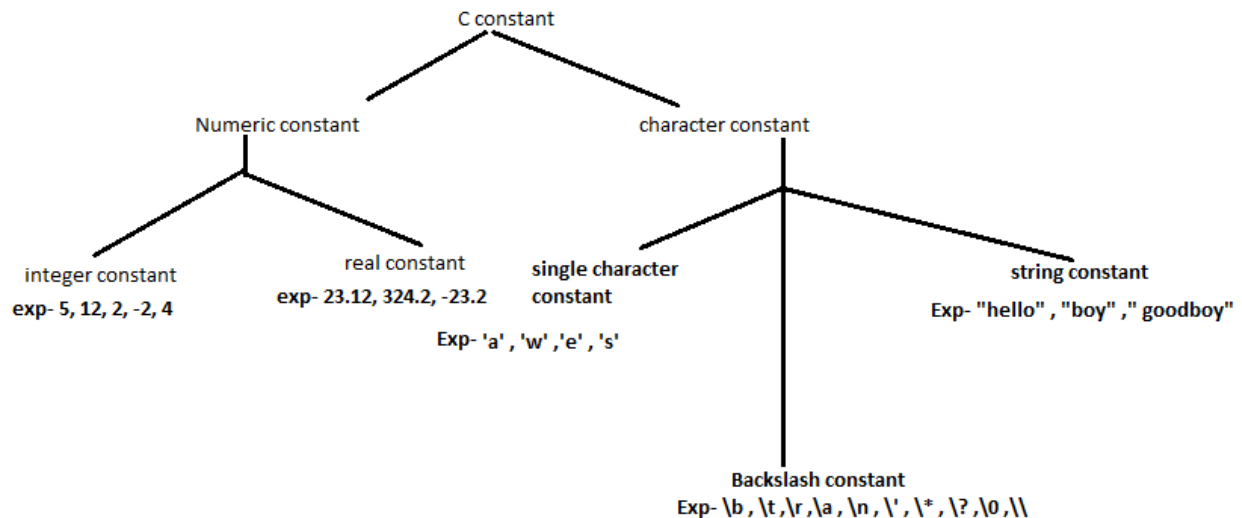 C constant
Numeric constant
character constant
integer constant
exp- 5, 12, 2, -2, 4
real constant
exp- 23.12, 324.2, -23.2
single character
constant
Exp- 'a' , 'w' ,'e' , 's'
string constant
Exp- "hello" , "boy" ," goodboy"
Backslash constant
Exp- \b , \t ,\r ,\a , \n , \' , \* , \? ,\0 ,\\